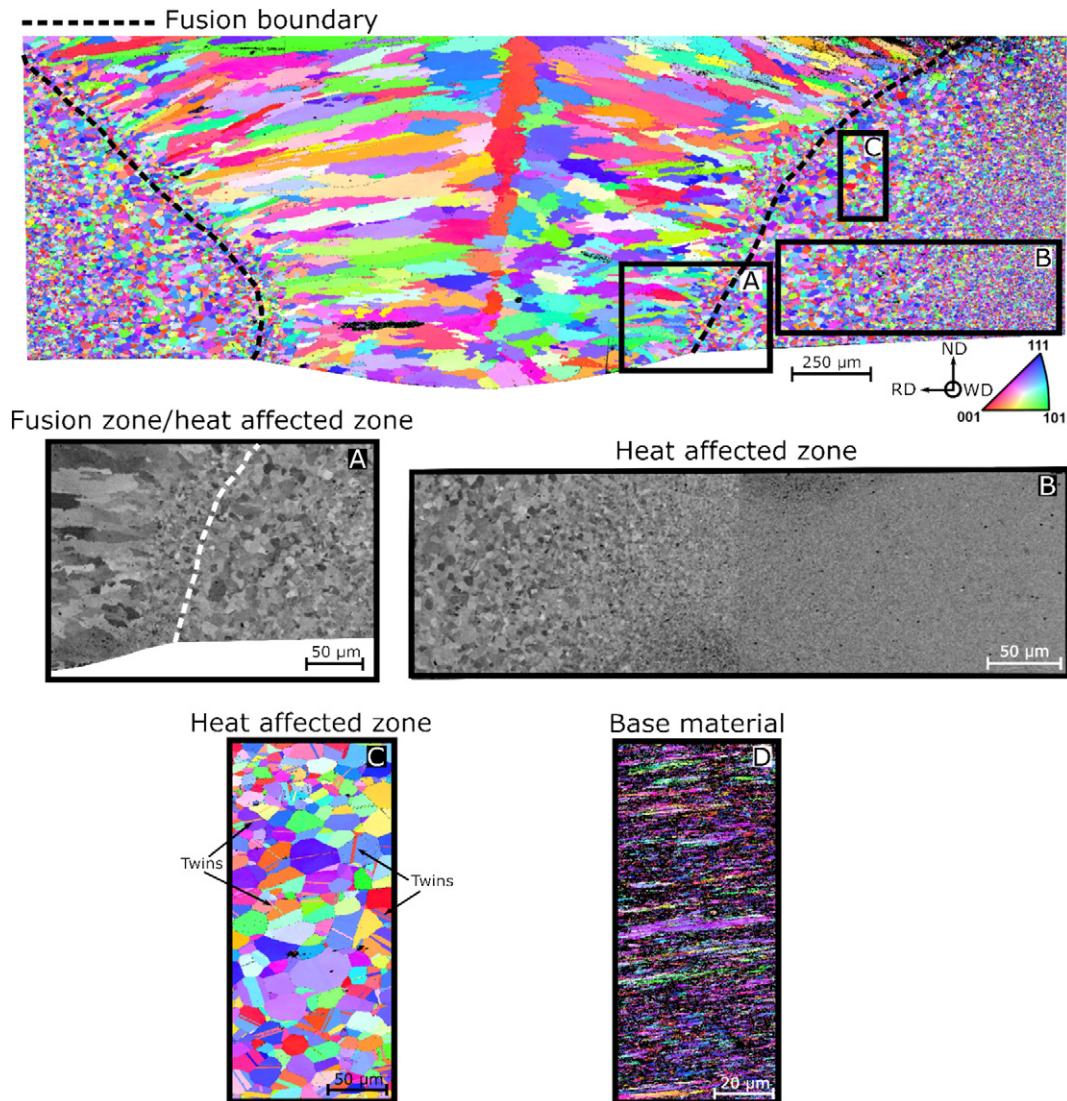 Fusion boundary
C
B
A
250 µm
ND
RD
WD
111
001
101
Fusion zone/heat affected zone
A
50 µm
Heat affected zone
B
50 µm
Heat affected zone
C
Twins
Twins
50 µm
Base material
D
20 µm